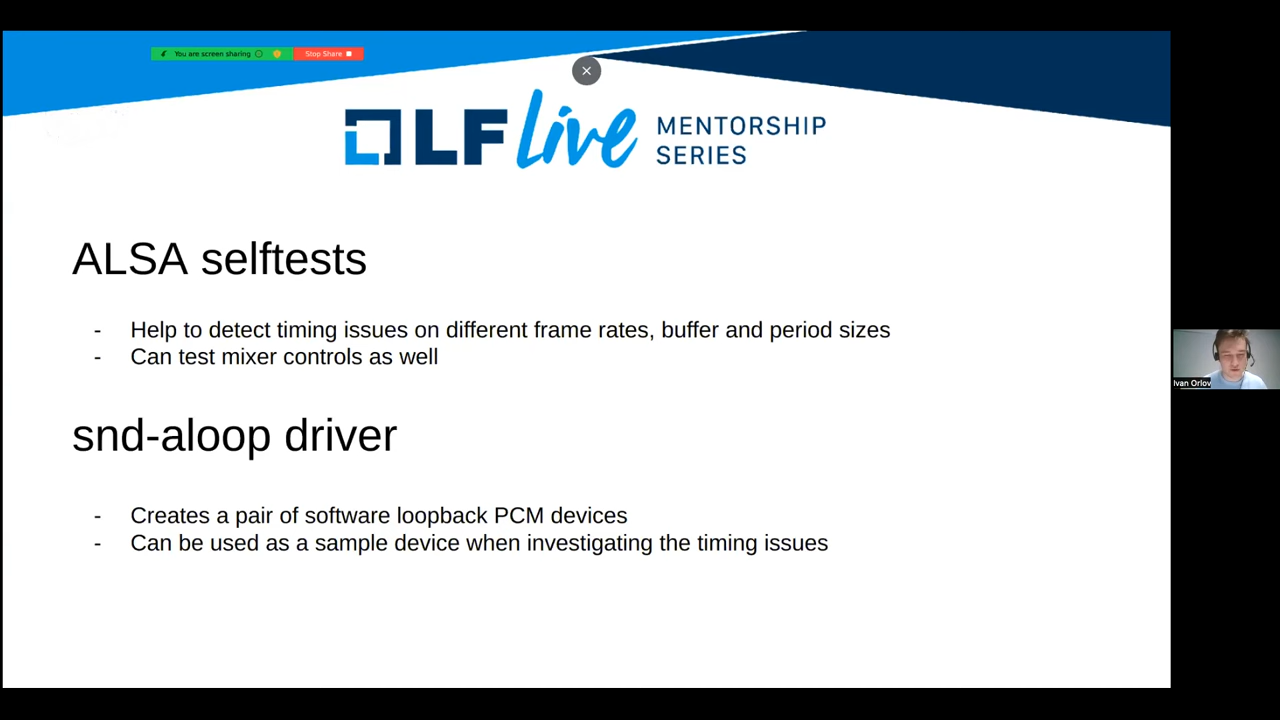 You are screen sharing
Stop Share
LF Live MENTORSHIP
SERIES
ALSA selftests
- Help to detect timing issues on different frame rates, buffer and period sizes
- Can test mixer controls as well
snd-aloop driver
- Creates a pair of software loopback PCM devices
- Can be used as a sample device when investigating the timing issues
Ivan Orlov